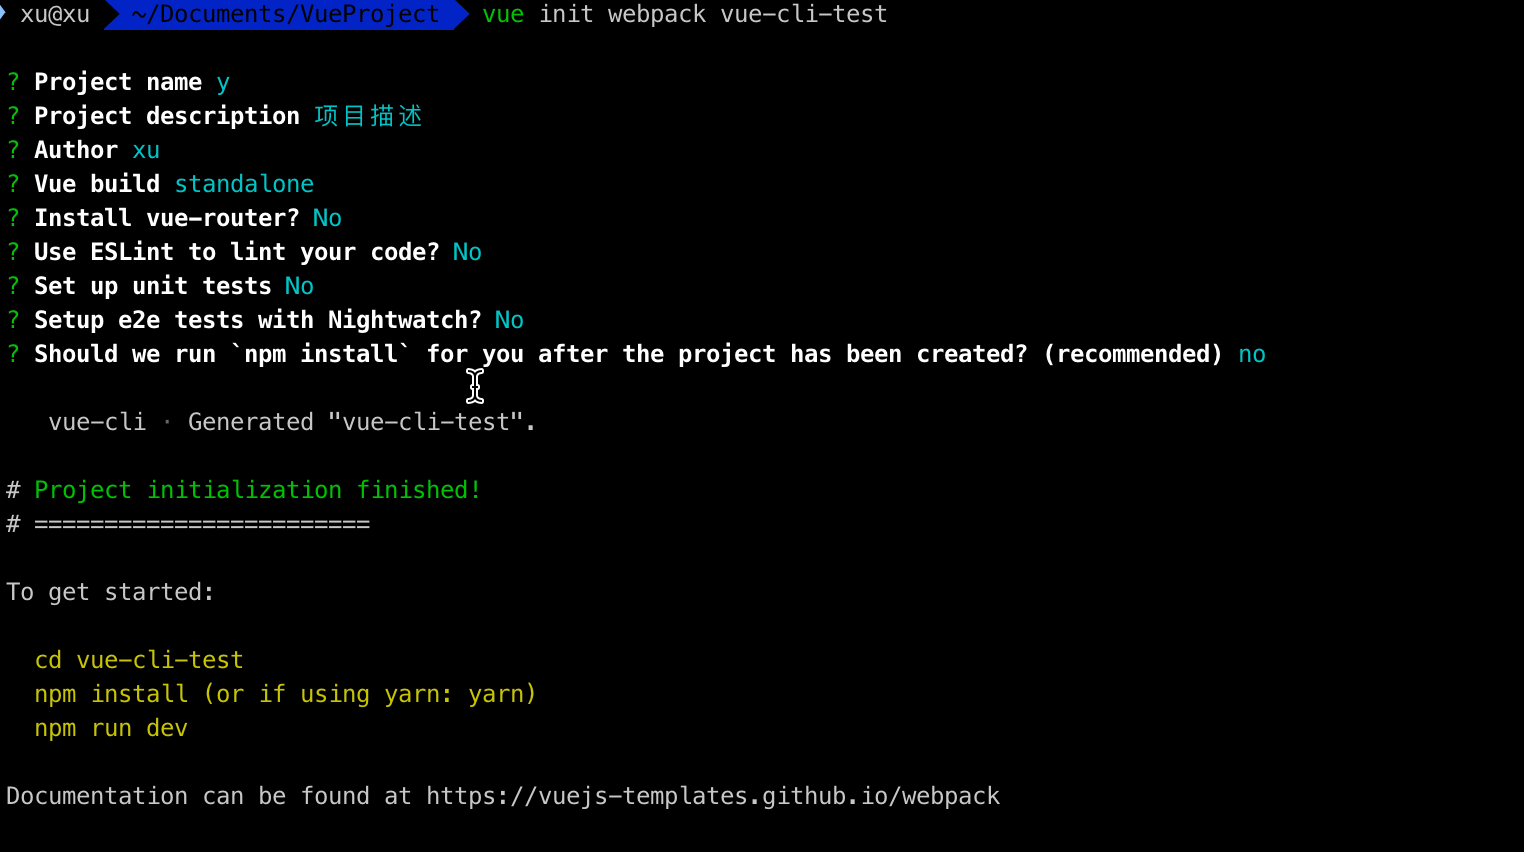 xu@xu ~/Documents/VueProject vue init webpack vue-cli-test
? Project name y
? Project description 项目描述
? Author xu
? Vue build standalone
? Install vue-router? No
? Use ESLint to lint your code? No
? Set up unit tests No
? Setup e2e tests with Nightwatch? No
? Should we run `npm install` for you after the project has been created? (recommended) no
vue-cli · Generated "vue-cli-test".
# Project initialization finished!
# ========================
To get started:
cd vue-cli-test
npm install (or if using yarn: yarn)
npm run dev
Documentation can be found at https://vuejs-templates.github.io/webpack